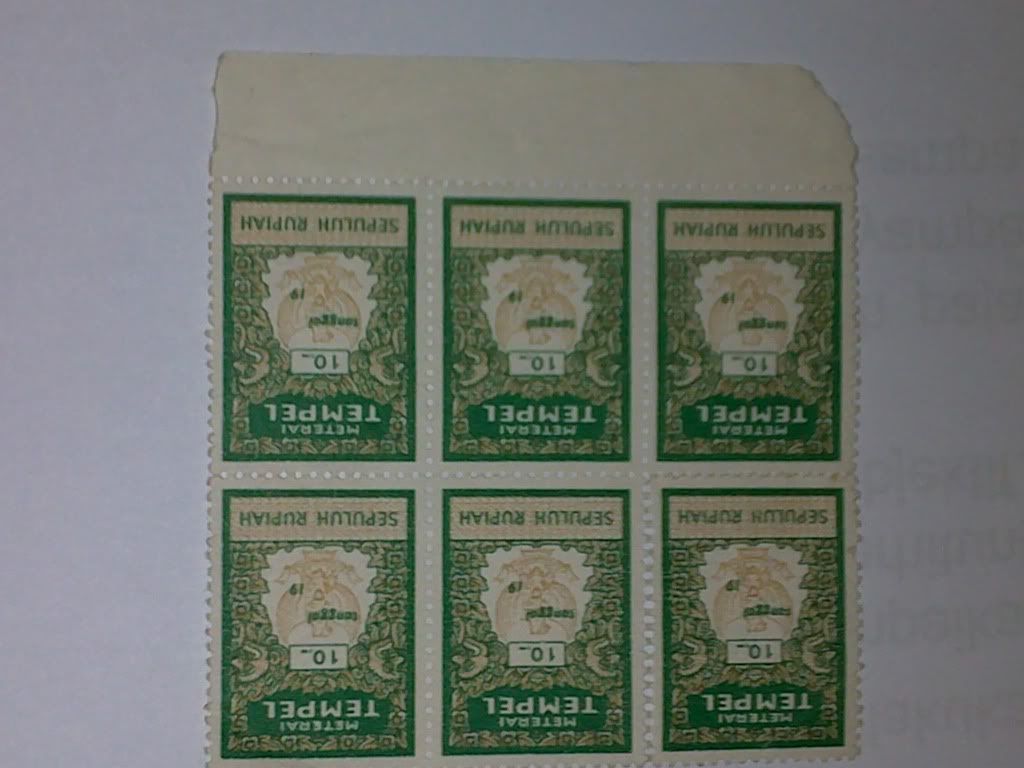 METERAI
TEMPEL
10.-
tanggal
19
SEPULUH RUPIAH
METERAI
TEMPEL
10.-
tanggal
19
SEPULUH RUPIAH
METERAI
TEMPEL
10.-
tanggal
19
SEPULUH RUPIAH
METERAI
TEMPEL
10.-
tanggal
19
SEPULUH RUPIAH
METERAI
TEMPEL
10.-
tanggal
19
SEPULUH RUPIAH
METERAI
TEMPEL
10.-
tanggal
19
SEPULUH RUPIAH